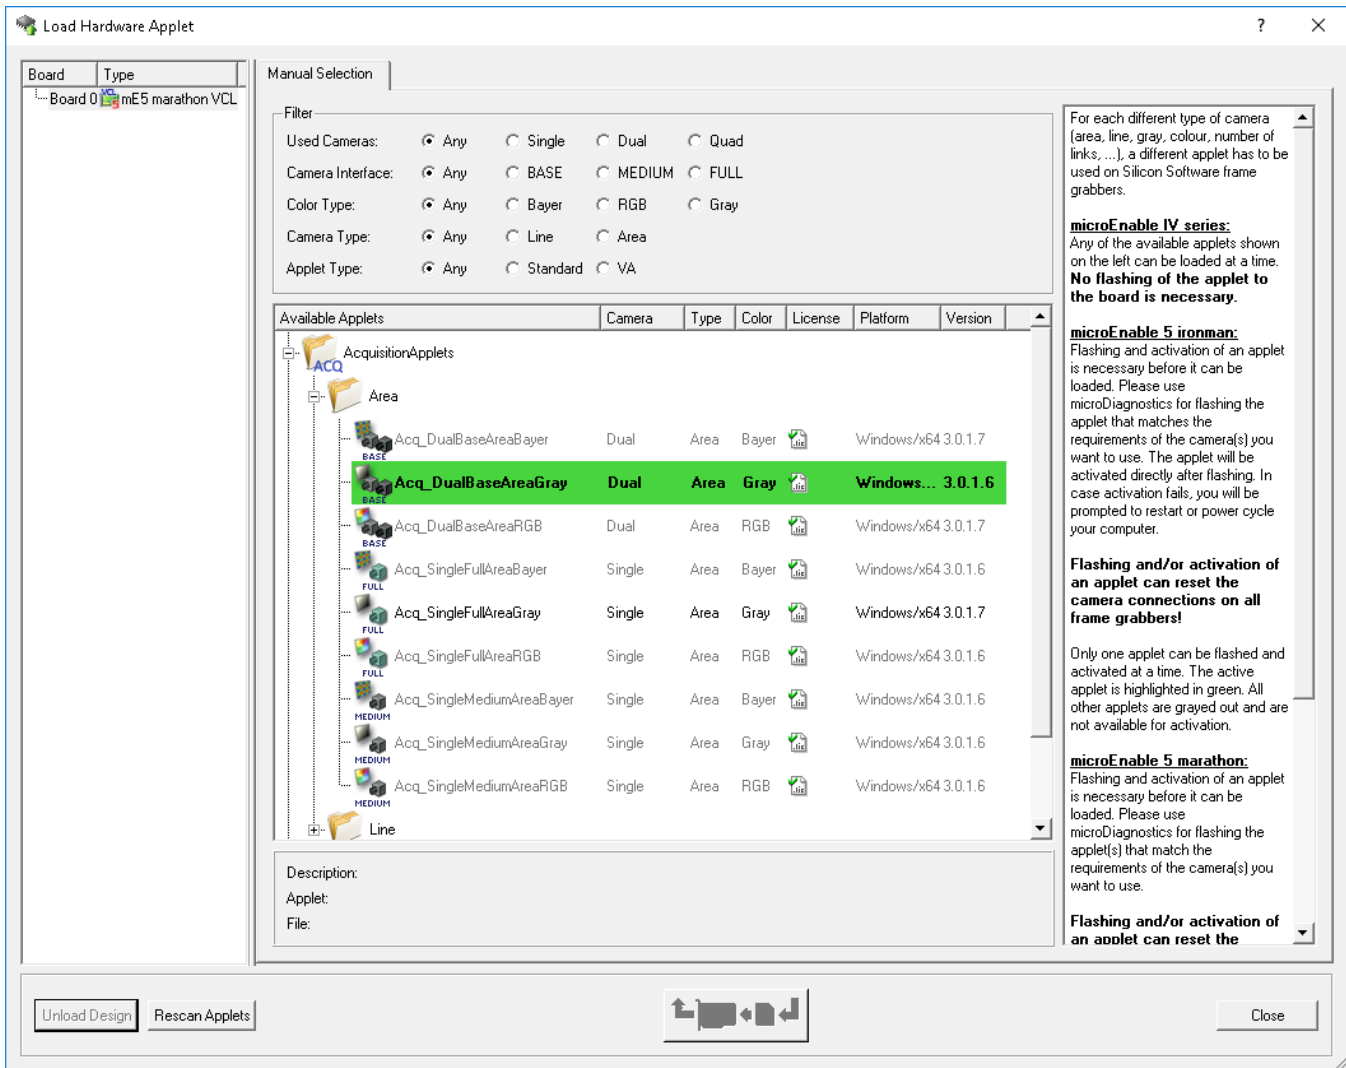 Load Hardware Applet
?
Board Type
Board 0 VCL 5 mE5 marathon VCL
Manual Selection
Filter
Used Cameras: Any Single Dual Quad
Camera Interface: Any BASE MEDIUM FULL
Color Type: Any Bayer RGB Gray
Camera Type: Any Line Area
Applet Type: Any Standard VA
Available Applets Camera Type Color License Platform Version
ACQ AcquisitionApplets
Area
BASE Acq_DualBaseAreaBayer Dual Area Bayer .lic Windows/x64 3.0.1.7
BASE Acq_DualBaseAreaGray Dual Area Gray .lic Windows... 3.0.1.6
BASE Acq_DualBaseAreaRGB Dual Area RGB .lic Windows/x64 3.0.1.7
FULL Acq_SingleFullAreaBayer Single Area Bayer .lic Windows/x64 3.0.1.6
FULL Acq_SingleFullAreaGray Single Area Gray .lic Windows/x64 3.0.1.7
FULL Acq_SingleFullAreaRGB Single Area RGB .lic Windows/x64 3.0.1.6
MEDIUM Acq_SingleMediumAreaBayer Single Area Bayer .lic Windows/x64 3.0.1.6
MEDIUM Acq_SingleMediumAreaGray Single Area Gray .lic Windows/x64 3.0.1.6
MEDIUM Acq_SingleMediumAreaRGB Single Area RGB .lic Windows/x64 3.0.1.6
Line
Description:
Applet:
File:
For each different type of camera
(area, line, gray, colour, number of
links, ...), a different applet has to be
used on Silicon Software frame
grabbers.
microEnable IV series:
Any of the available applets shown
on the left can be loaded at a time.
No flashing of the applet to
the board is necessary.
microEnable 5 ironman:
Flashing and activation of an applet
is necessary before it can be
loaded. Please use
microDiagnostics for flashing the
applet that matches the
requirements of the camera(s) you
want to use. The applet will be
activated directly after flashing. In
case activation fails, you will be
prompted to restart or power cycle
your computer.
Flashing and/or activation of
an applet can reset the
camera connections on all
frame grabbers!
Only one applet can be flashed and
activated at a time. The active
applet is highlighted in green. All
other applets are grayed out and are
not available for activation.
microEnable 5 marathon:
Flashing and activation of an applet
is necessary before it can be
loaded. Please use
microDiagnostics for flashing the
applet(s) that match the
requirements of the camera(s) you
want to use.
Flashing and/or activation of
an applet can reset the
Unload Design Rescan Applets Close